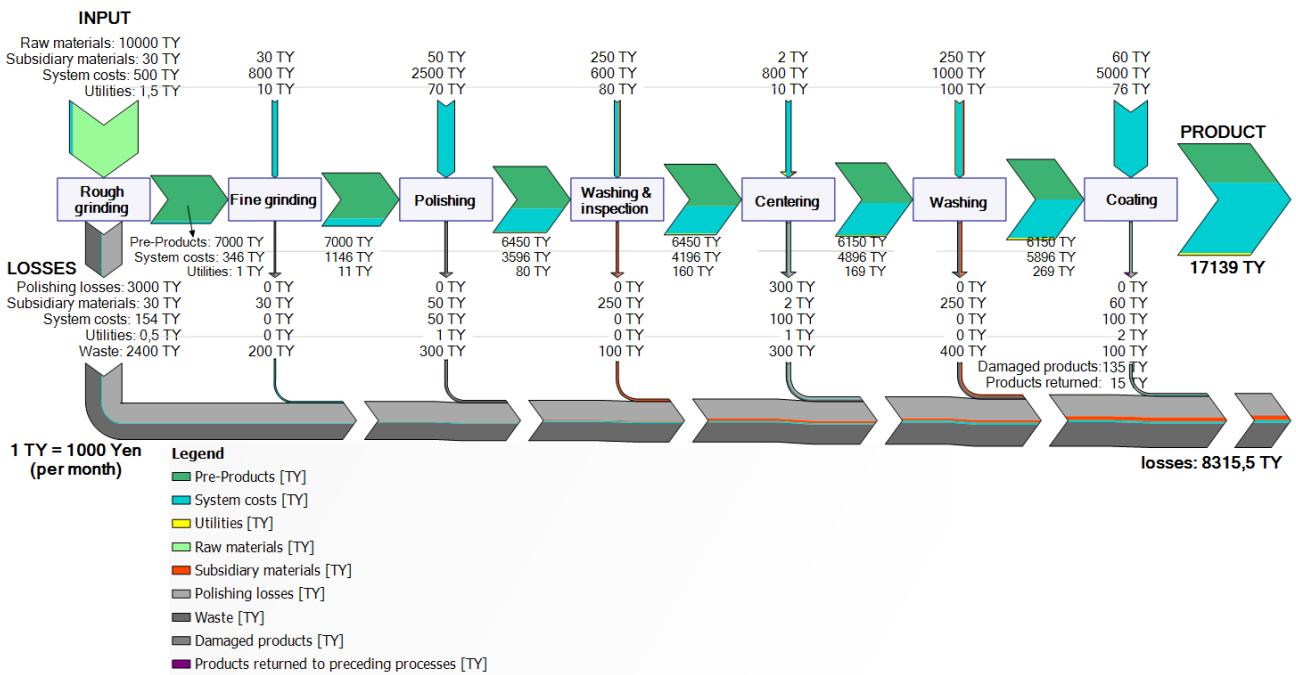 INPUT
Raw materials: 10000 TY
Subsidiary materials: 30 TY
System costs: 500 TY
Utilities: 1,5 TY
30 TY
800 TY
10 TY
50 TY
2500 TY
70 TY
250 TY
600 TY
80 TY
2 TY
800 TY
10 TY
250 TY
1000 TY
100 TY
60 TY
5000 TY
76 TY
PRODUCT
Rough
grinding
Fine grinding
Polishing
Washing &
inspection
Centering
Washing
Coating
Pre-Products: 7000 TY
System costs: 346 TY
Utilities: 1 TY
7000 TY
1146 TY
11 TY
6450 TY
3596 TY
80 TY
6450 TY
4196 TY
160 TY
6150 TY
4896 TY
169 TY
6150 TY
5896 TY
269 TY
17139 TY
LOSSES
Polishing losses: 3000 TY
Subsidiary materials: 30 TY
System costs: 154 TY
Utilities: 0,5 TY
Waste: 2400 TY
0 TY
30 TY
0 TY
0 TY
200 TY
0 TY
50 TY
50 TY
1 TY
300 TY
0 TY
250 TY
0 TY
0 TY
100 TY
300 TY
2 TY
100 TY
1 TY
300 TY
0 TY
250 TY
0 TY
0 TY
400 TY
0 TY
60 TY
100 TY
2 TY
100 TY
Damaged products: 135 TY
Products returned: 15 TY
1 TY = 1000 Yen
(per month)
losses: 8315,5 TY
Legend
Pre-Products [TY]
System costs [TY]
Utilities [TY]
Raw materials [TY]
Subsidiary materials [TY]
Polishing losses [TY]
Waste [TY]
Damaged products [TY]
Products returned to preceding processes [TY]